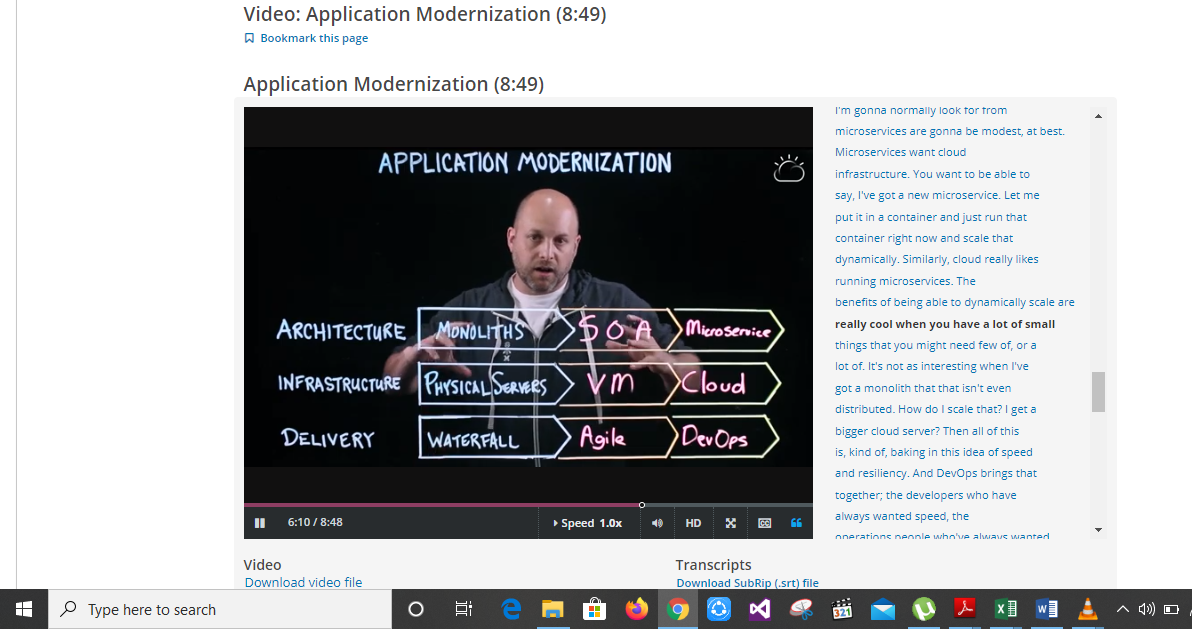 Video: Application Modernization (8:49)
Bookmark this page
Application Modernization (8:49)
APPLICATION MODERNIZATION
ARCHITECTURE MONOLITHS SOA Microservice
INFRASTRUCTURE PHYSICAL SERVERS VM Cloud
DELIVERY WATERFALL Agile DevOps
6:10 / 8:48 Speed 1.0x HD CC
I'm gonna normally look for from
microservices are gonna be modest, at best.
Microservices want cloud
infrastructure. You want to be able to
say, I've got a new microservice. Let me
put it in a container and just run that
container right now and scale that
dynamically. Similarly, cloud really likes
running microservices. The
benefits of being able to dynamically scale are
really cool when you have a lot of small
things that you might need few of, or a
lot of. It's not as interesting when I've
got a monolith that that isn't even
distributed. How do I scale that? I get a
bigger cloud server? Then all of this
is, kind of, baking in this idea of speed
and resiliency. And DevOps brings that
together; the developers who have
always wanted speed, the
operations people who've always wanted
Video
Download video file
Transcripts
Download SubRip (.srt) file
Type here to search
321